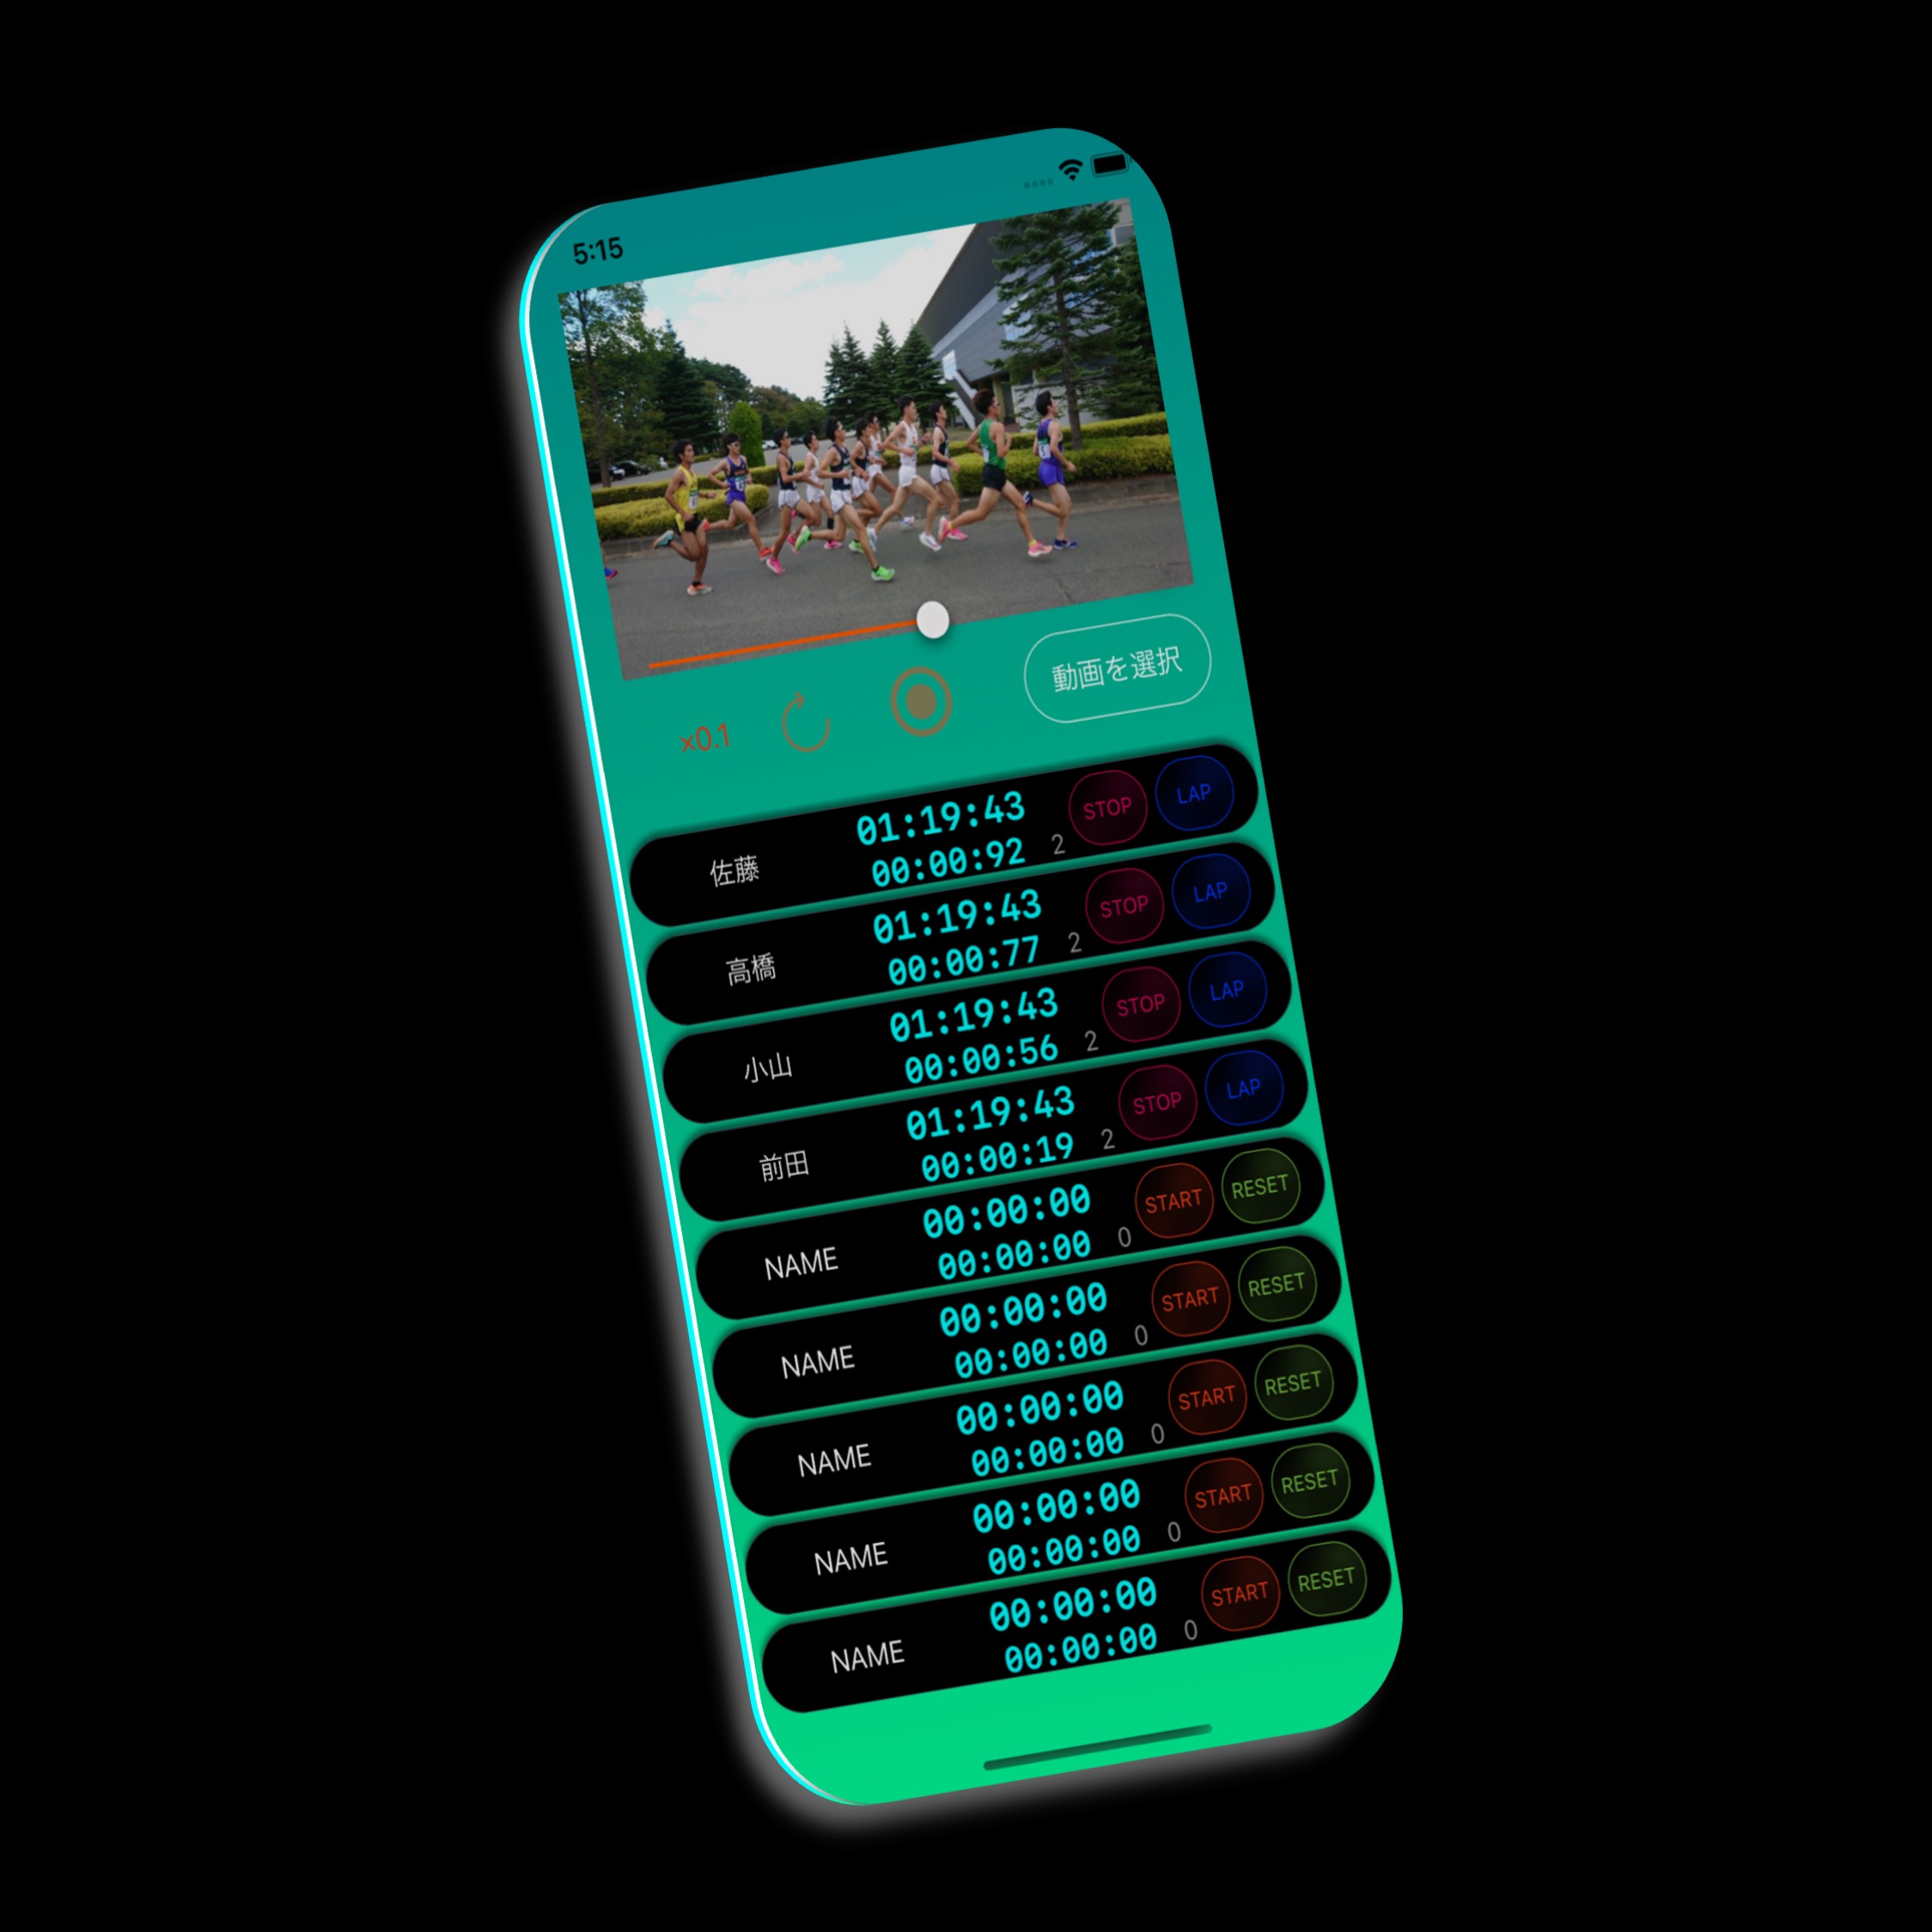 5:15
×0.1
動画を選択
佐藤 01:19:43 STOP LAP
00:00:92 2
高橋 01:19:43 STOP LAP
00:00:77 2
小山 01:19:43 STOP LAP
00:00:56 2
前田 01:19:43 STOP LAP
00:00:19 2
NAME 00:00:00 START RESET
00:00:00 0
NAME 00:00:00 START RESET
00:00:00 0
NAME 00:00:00 START RESET
00:00:00 0
NAME 00:00:00 START RESET
00:00:00 0
NAME 00:00:00 START RESET
00:00:00 0